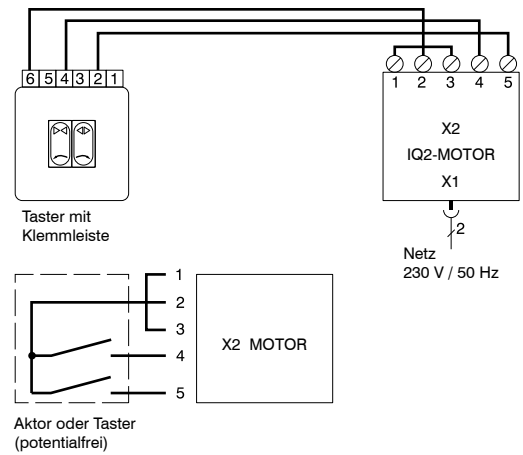 6 5 4 3 2 1
1 2 3 4 5
X2
IQ2-MOTOR
X1
2
Taster mit
Klemmleiste
Netz
230 V / 50 Hz
1
2
3
4
5
X2 MOTOR
Aktor oder Taster
(potentialfrei)